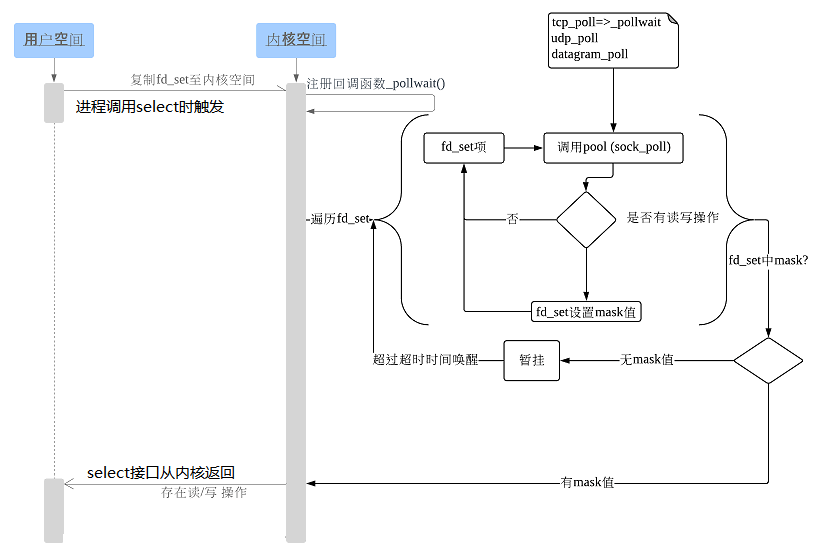 用户空间
内核空间
tcp_poll=>_pollwait
udp_poll
datagram_poll
复制fd_set至内核空间
注册回调函数_pollwait()
进程调用select时触发
fd_set项
调用pool (sock_poll)
遍历fd_set
否
是否有读写操作
fd_set中mask?
fd_set设置mask值
超过超时时间唤醒
暂挂
无mask值
select接口从内核返回
存在读/写 操作
有mask值